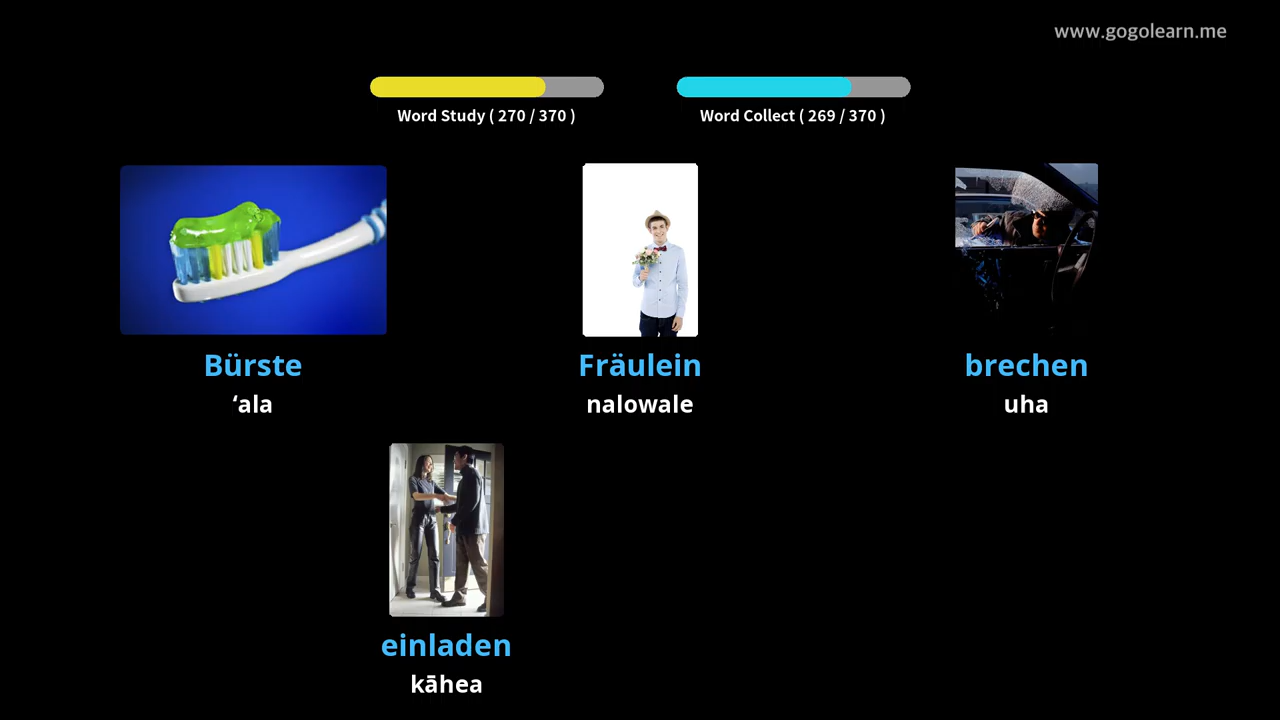 www.gogolearn.me
Word Study ( 270 / 370 )
Word Collect ( 269 / 370 )
Bürste
ʻala
Fräulein
nalowale
brechen
uha
einladen
kāhea